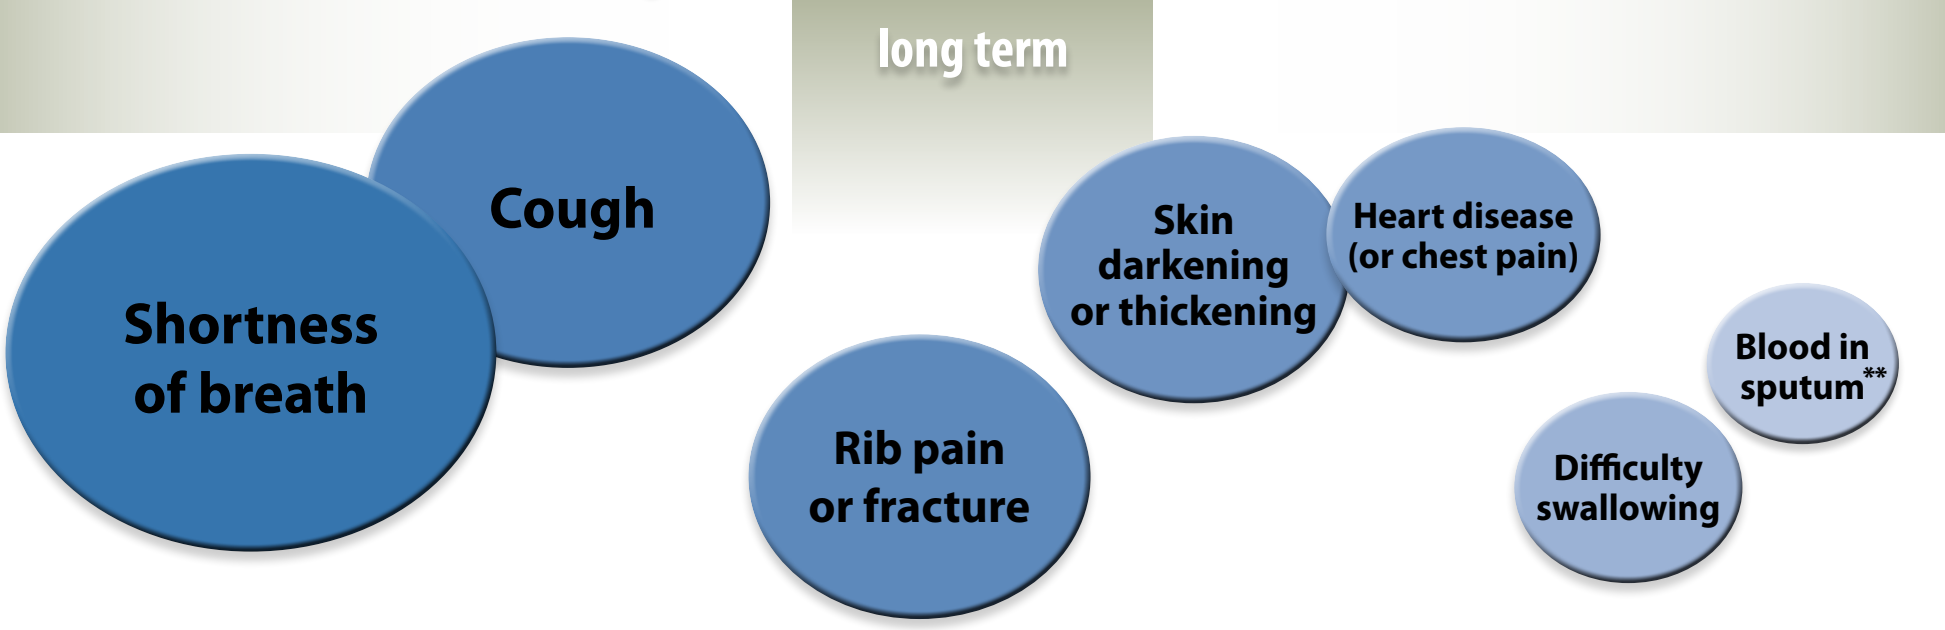 long term
Cough
Shortness
of breath
Rib pain
or fracture
Skin
darkening
or thickening
Heart disease
(or chest pain)
Difficulty
swallowing
Blood in
sputum**